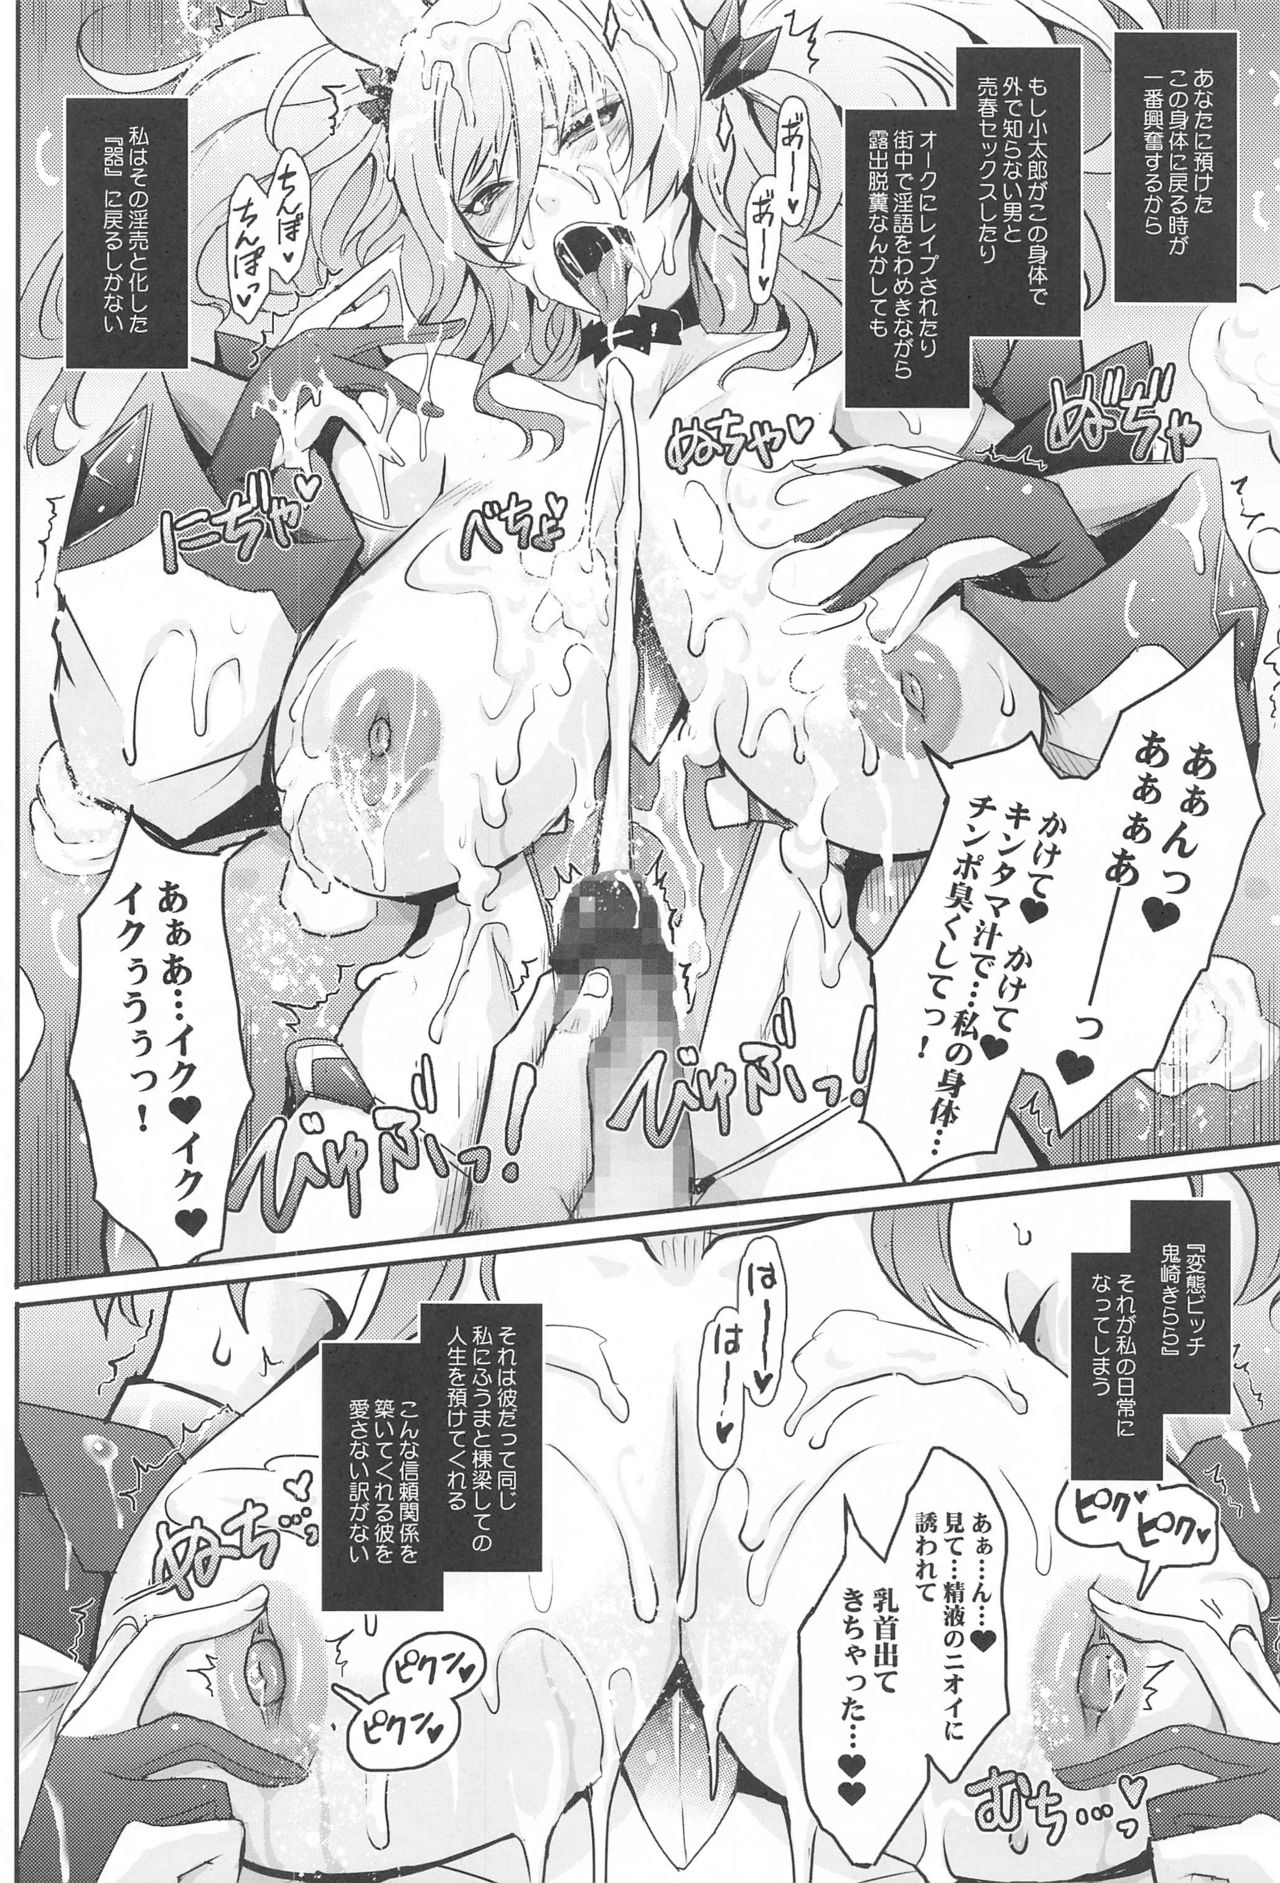 あなたに預けた
この身体に戻る時が
一番興奮するから
もし小太郎がこの身体で
外で知らない男と
売春セックスしたり
オークにレイプされたり
街中で淫語をわめきながら
露出脱糞なんかしても
私はその淫売と化した
『器』に戻るしかない
あ゛ーー♥
あ゛ーー♥
ちんぽ♥
ちんぽっ♥
ぬぢゃ
ぬちゃ♥
べちょ
にぢゃ♥
あぁんっ♥
あぁぁぁ━━っ♥
かけて♥かけて♥
キンタマ汁で…私の身体…
チンポ臭くしてっ！
びゅぶっ！
びゅぶっ！
あぁあ…イク♥イク♥
イクぅうぅっ！
『変態ビッチ
鬼崎きらら』
それが私の日常に
なってしまう
はーー♥
はーー♥
それは彼だって同じ
私にふうまと棟梁しての
人生を預けてくれる
こんな信頼関係を
築いてくれる彼を
愛さない訳がない
ピクピク♥
あぁ…ん…♥
見て…精液のニオイに
誘われて
乳首出て
きちゃった…♥♥
ぬち…っ♥
ピクン♥
ピクン♥
むち…♥